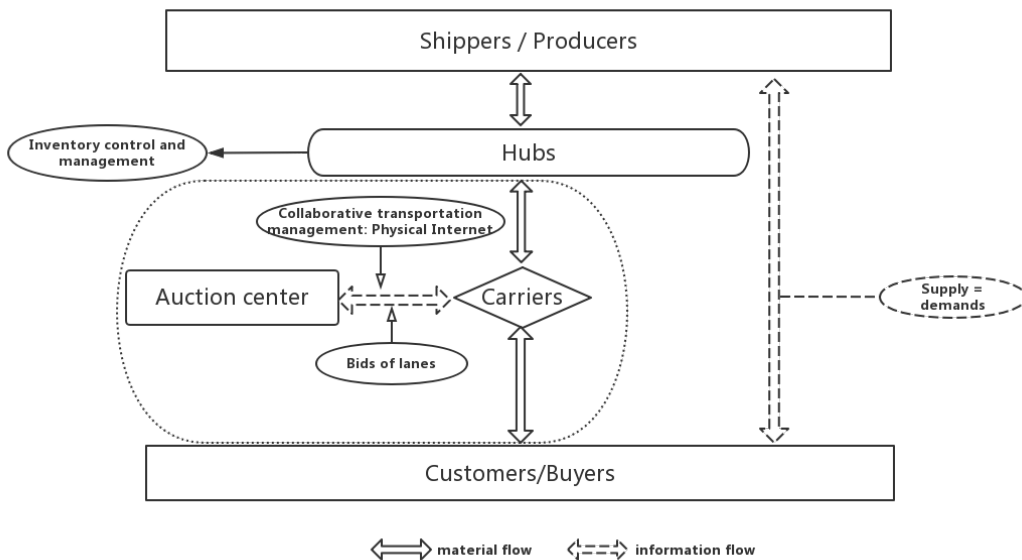 Shippers / Producers
Hubs
Inventory control and
management
Collaborative transportation
management: Physical Internet
Auction center
Carriers
Supply =
demands
Bids of lanes
Customers/Buyers
material flow
information flow